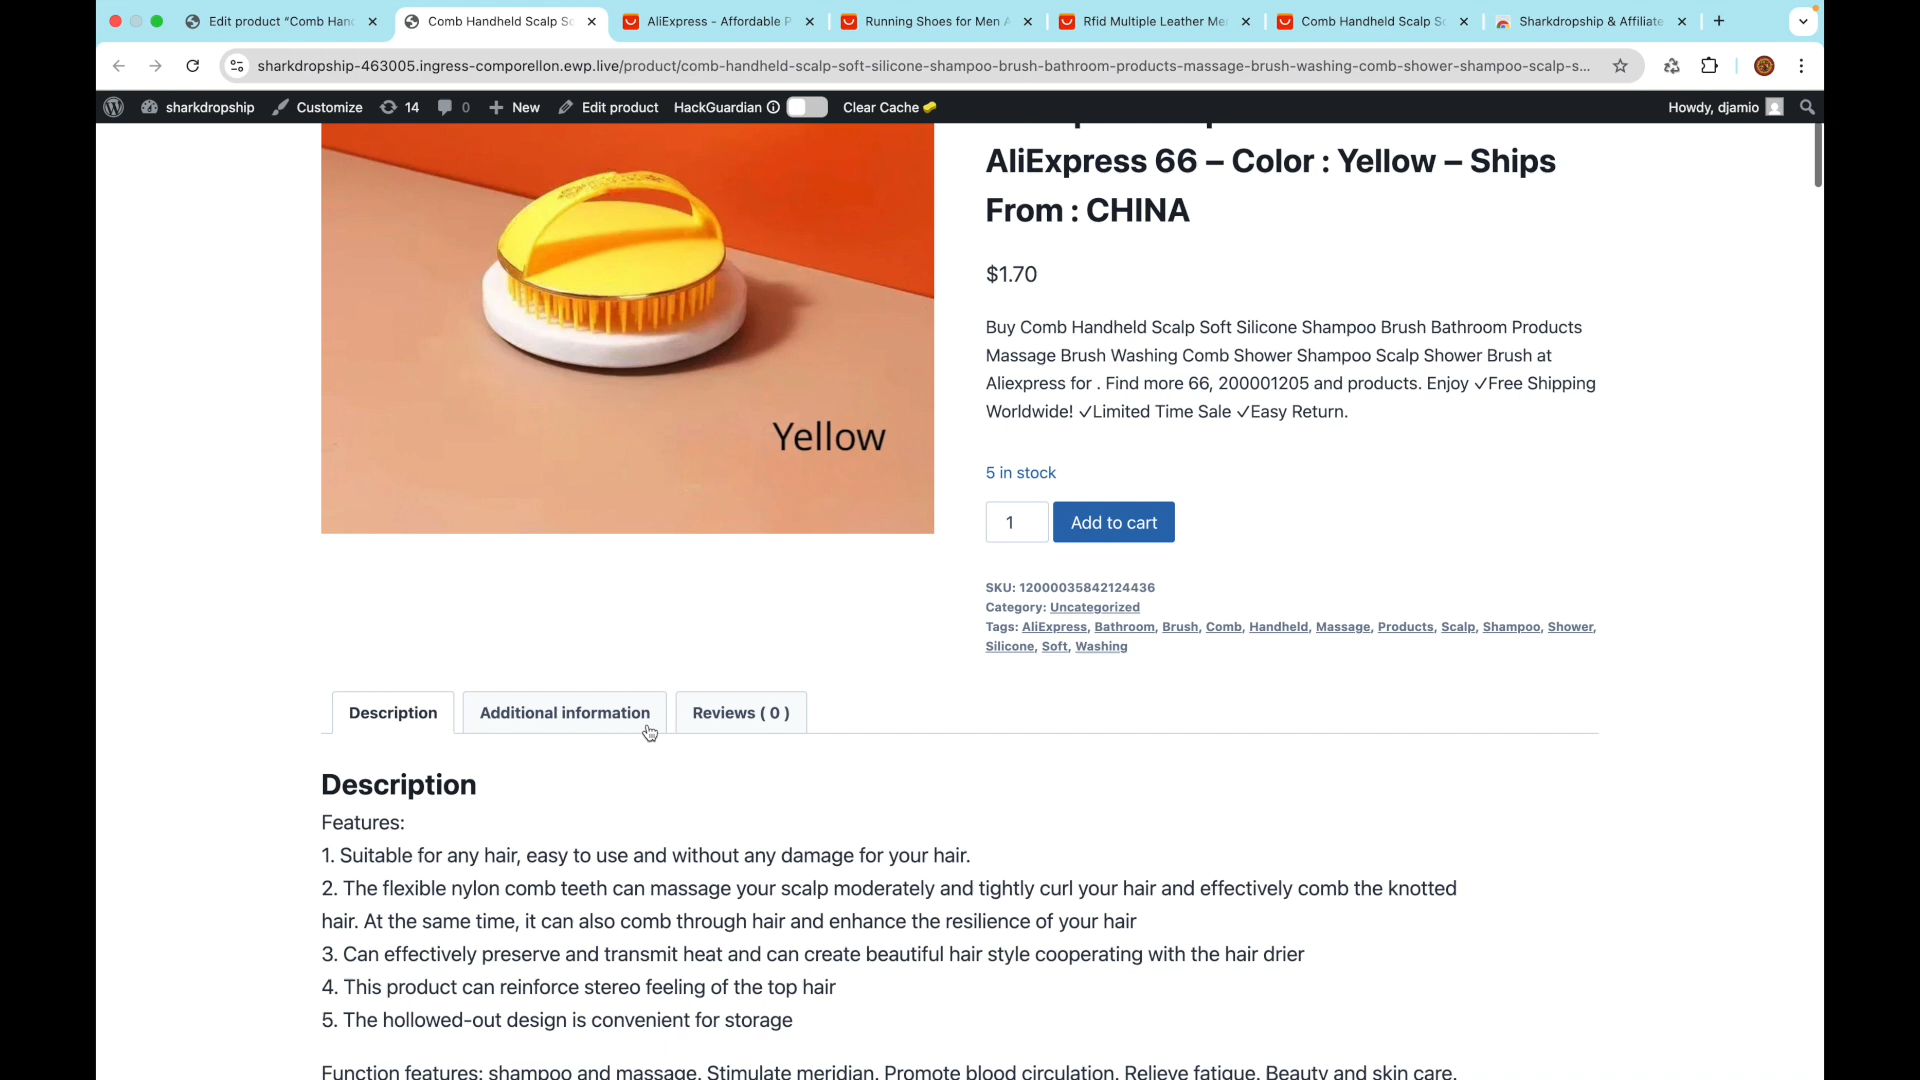 Edit product “Comb Han
Comb Handheld Scalp So
AliExpress - Affordable P
Running Shoes for Men A
Rfid Multiple Leather Me
Comb Handheld Scalp So
Sharkdropship & Affiliate
sharkdropship-463005.ingress-comporellon.ewp.live/product/comb-handheld-scalp-soft-silicone-shampoo-brush-bathroom-products-massage-brush-washing-comb-shower-shampoo-scalp-s...
sharkdropship Customize 14 0 New Edit product HackGuardian Clear Cache Howdy, djamio
AliExpress 66 – Color : Yellow – Ships
From : CHINA
$1.70
Buy Comb Handheld Scalp Soft Silicone Shampoo Brush Bathroom Products
Massage Brush Washing Comb Shower Shampoo Scalp Shower Brush at
Aliexpress for . Find more 66, 200001205 and products. Enjoy ✓Free Shipping
Worldwide! ✓Limited Time Sale ✓Easy Return.
Yellow
5 in stock
1 Add to cart
SKU: 12000035842124436
Category: Uncategorized
Tags: AliExpress, Bathroom, Brush, Comb, Handheld, Massage, Products, Scalp, Shampoo, Shower,
Silicone, Soft, Washing
Description Additional information Reviews ( 0 )
Description
Features:
1. Suitable for any hair, easy to use and without any damage for your hair.
2. The flexible nylon comb teeth can massage your scalp moderately and tightly curl your hair and effectively comb the knotted
hair. At the same time, it can also comb through hair and enhance the resilience of your hair
3. Can effectively preserve and transmit heat and can create beautiful hair style cooperating with the hair drier
4. This product can reinforce stereo feeling of the top hair
5. The hollowed-out design is convenient for storage
Function features: shampoo and massage. Stimulate meridian. Promote blood circulation. Relieve fatigue. Beauty and skin care.